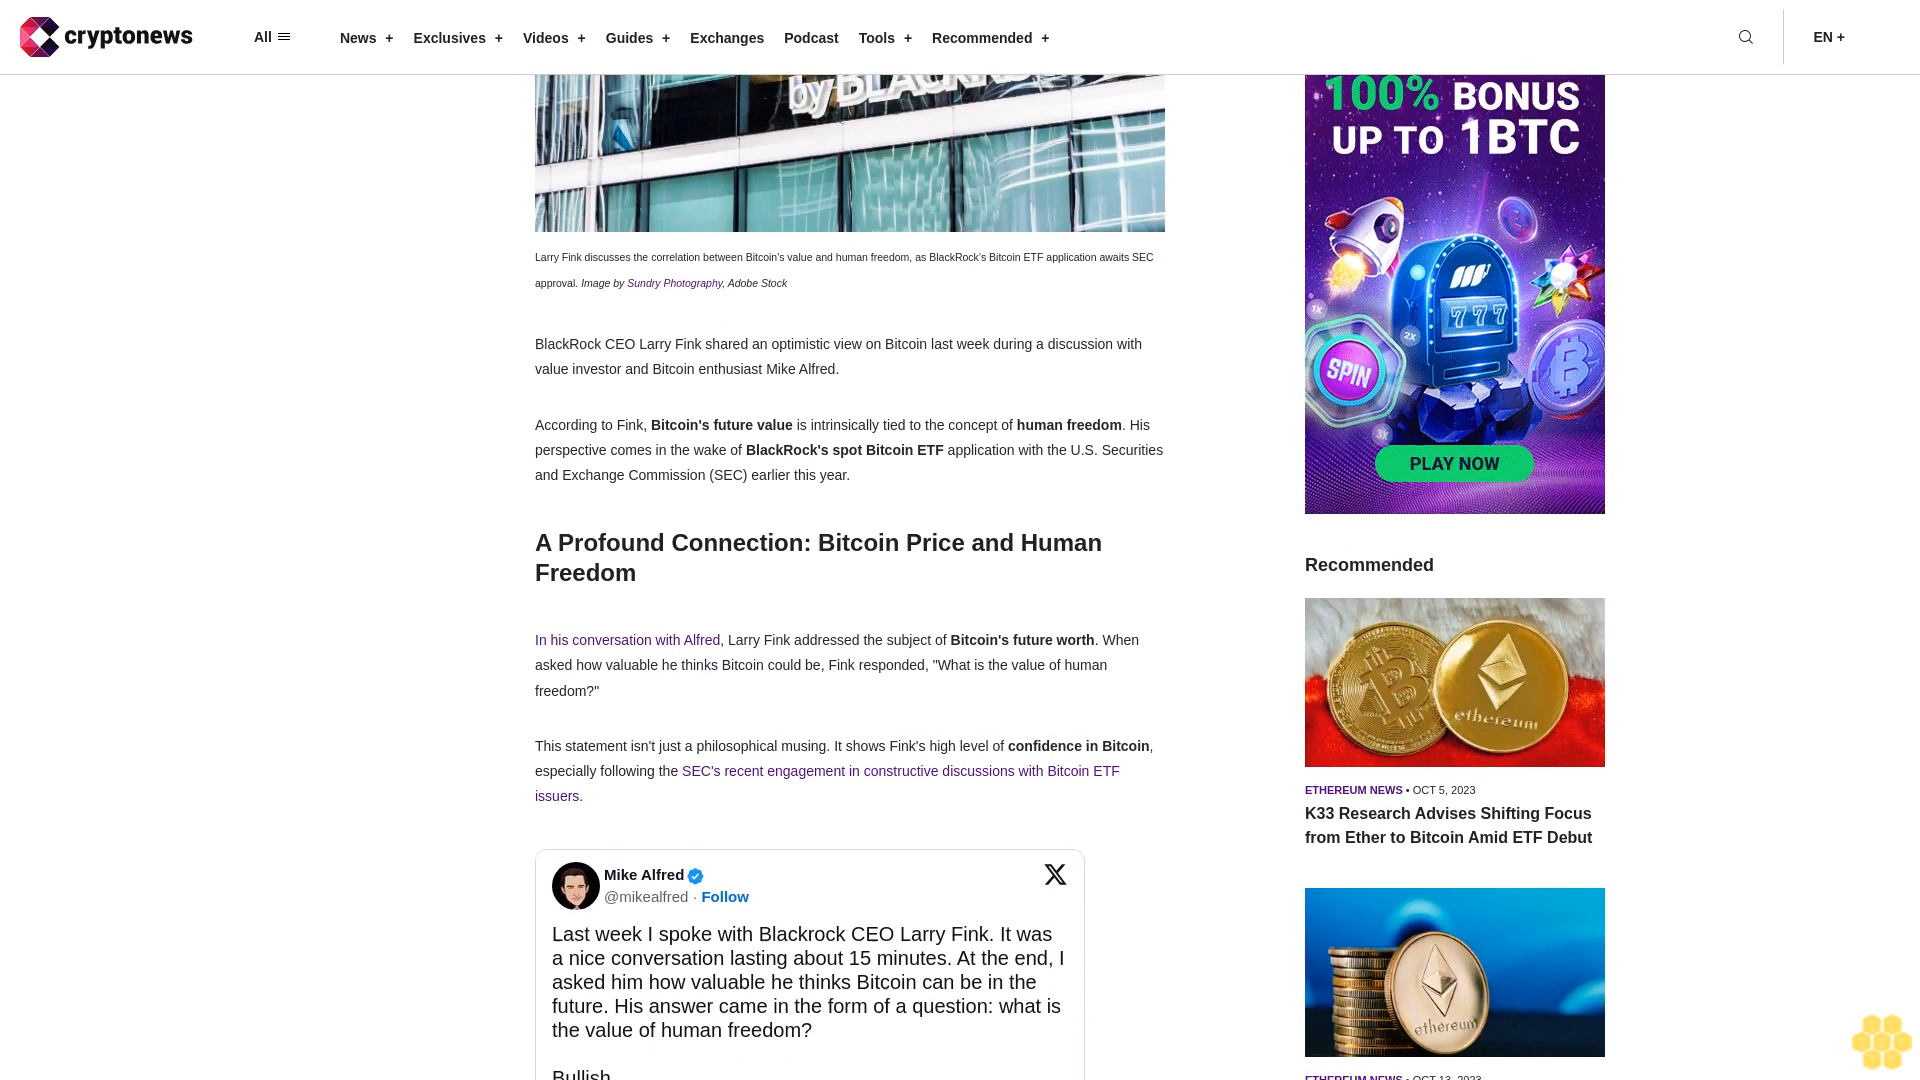 cryptonews
All
News +
Exclusives +
Videos +
Guides +
Exchanges
Podcast
Tools +
Recommended +
EN +
by BLACKROCK
Larry Fink discusses the correlation between Bitcoin's value and human freedom, as BlackRock's Bitcoin ETF application awaits SEC
approval. Image by Sundry Photography, Adobe Stock
BlackRock CEO Larry Fink shared an optimistic view on Bitcoin last week during a discussion with
value investor and Bitcoin enthusiast Mike Alfred.
According to Fink, Bitcoin's future value is intrinsically tied to the concept of human freedom. His
perspective comes in the wake of BlackRock's spot Bitcoin ETF application with the U.S. Securities
and Exchange Commission (SEC) earlier this year.
A Profound Connection: Bitcoin Price and Human
Freedom
In his conversation with Alfred, Larry Fink addressed the subject of Bitcoin's future worth. When
asked how valuable he thinks Bitcoin could be, Fink responded, "What is the value of human
freedom?"
This statement isn't just a philosophical musing. It shows Fink's high level of confidence in Bitcoin,
especially following the SEC's recent engagement in constructive discussions with Bitcoin ETF
issuers.
Mike Alfred
@mikealfred · Follow
Last week I spoke with Blackrock CEO Larry Fink. It was
a nice conversation lasting about 15 minutes. At the end, I
asked him how valuable he thinks Bitcoin can be in the
future. His answer came in the form of a question: what is
the value of human freedom?
Bullish
100% BONUS
UP TO 1BTC
777
1X
2X
SPIN
3X
PLAY NOW
Recommended
ethereum
ETHEREUM NEWS • OCT 5, 2023
K33 Research Advises Shifting Focus
from Ether to Bitcoin Amid ETF Debut
ethereum
ETHEREUM NEWS • OCT 13, 2023